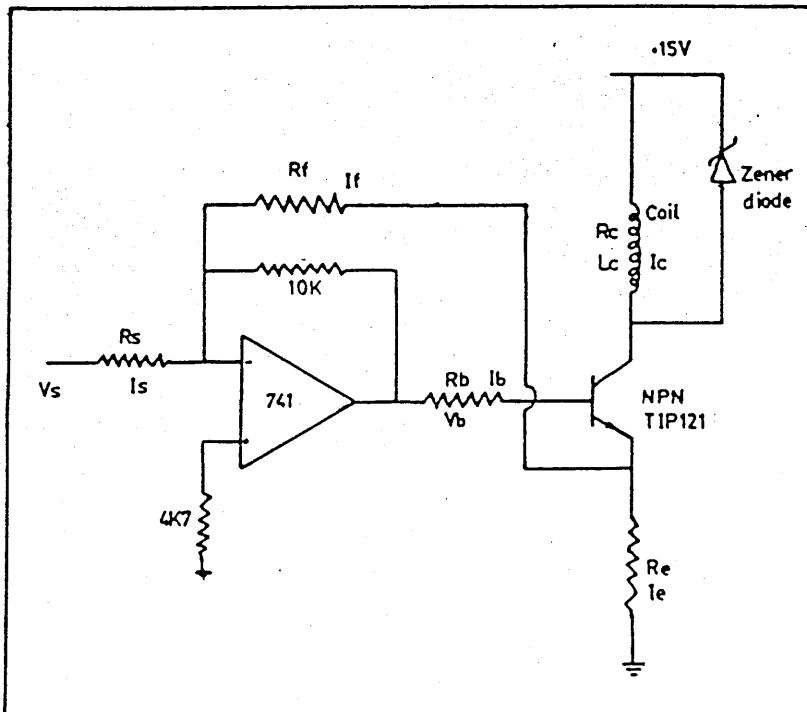 +15V
Rf If
Zener
diode
Coil
Rc
Lc Ic
10K
Rs
Vs Is
741
Rb Ib
Vb
NPN
TIP121
4K7
Re
Ie